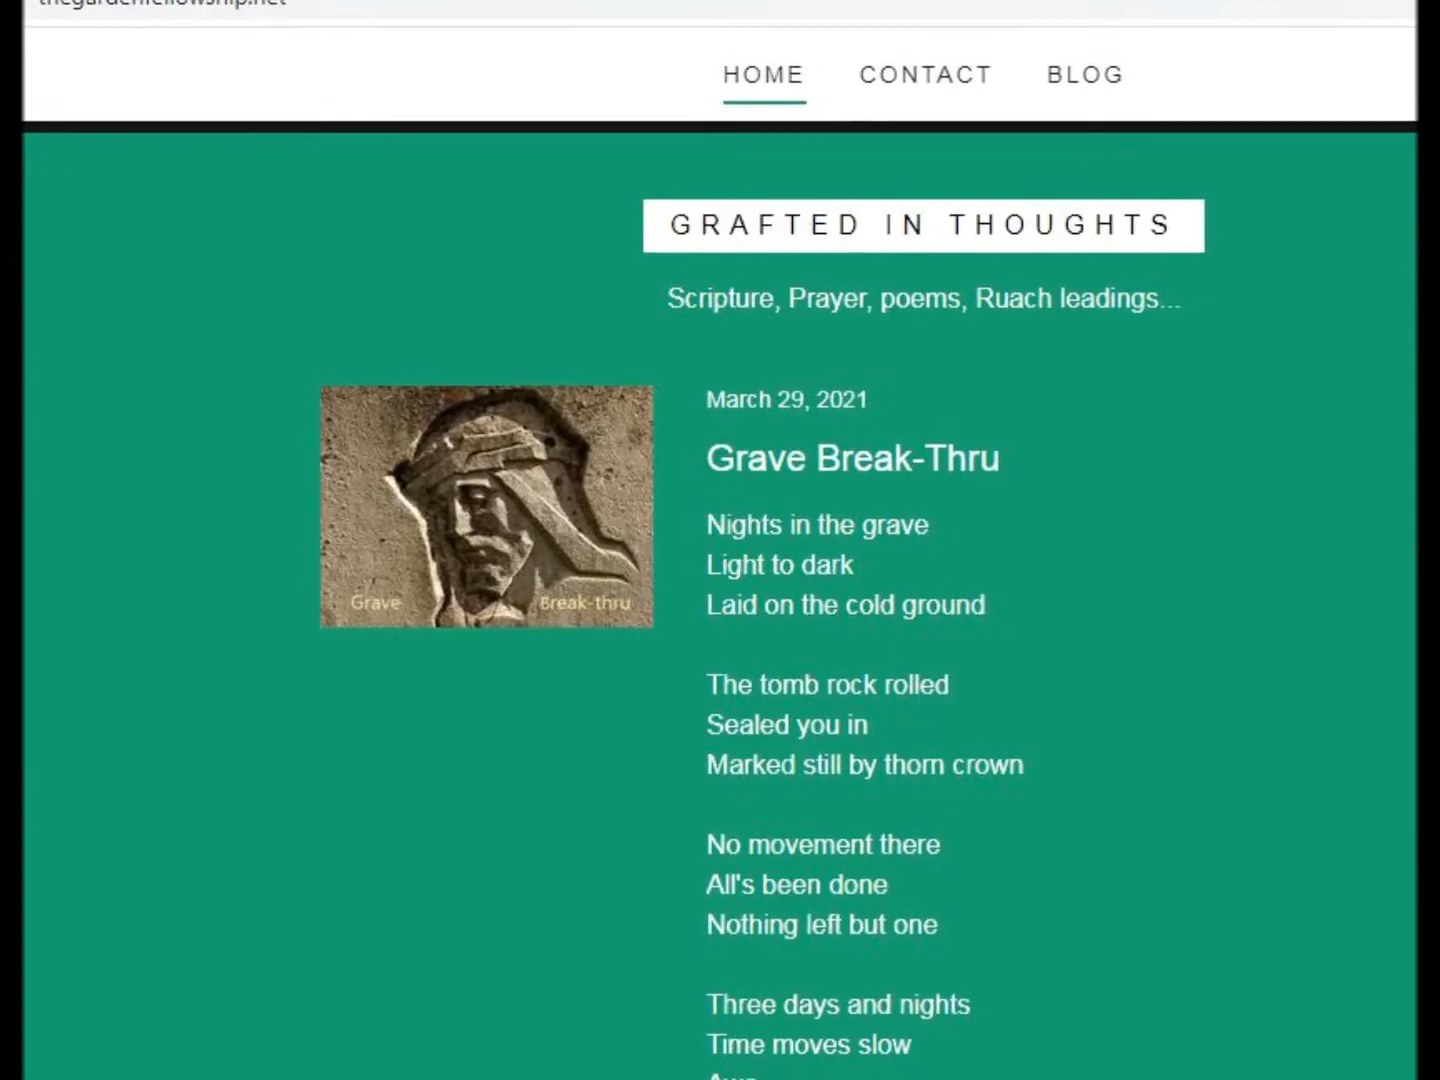 HOME CONTACT BLOG
GRAFTED IN THOUGHTS
Scripture, Prayer, poems, Ruach leadings...
March 29, 2021
Grave Break-Thru
Grave Break-thru
Nights in the grave
Light to dark
Laid on the cold ground
The tomb rock rolled
Sealed you in
Marked still by thorn crown
No movement there
All's been done
Nothing left but one
Three days and nights
Time moves slow